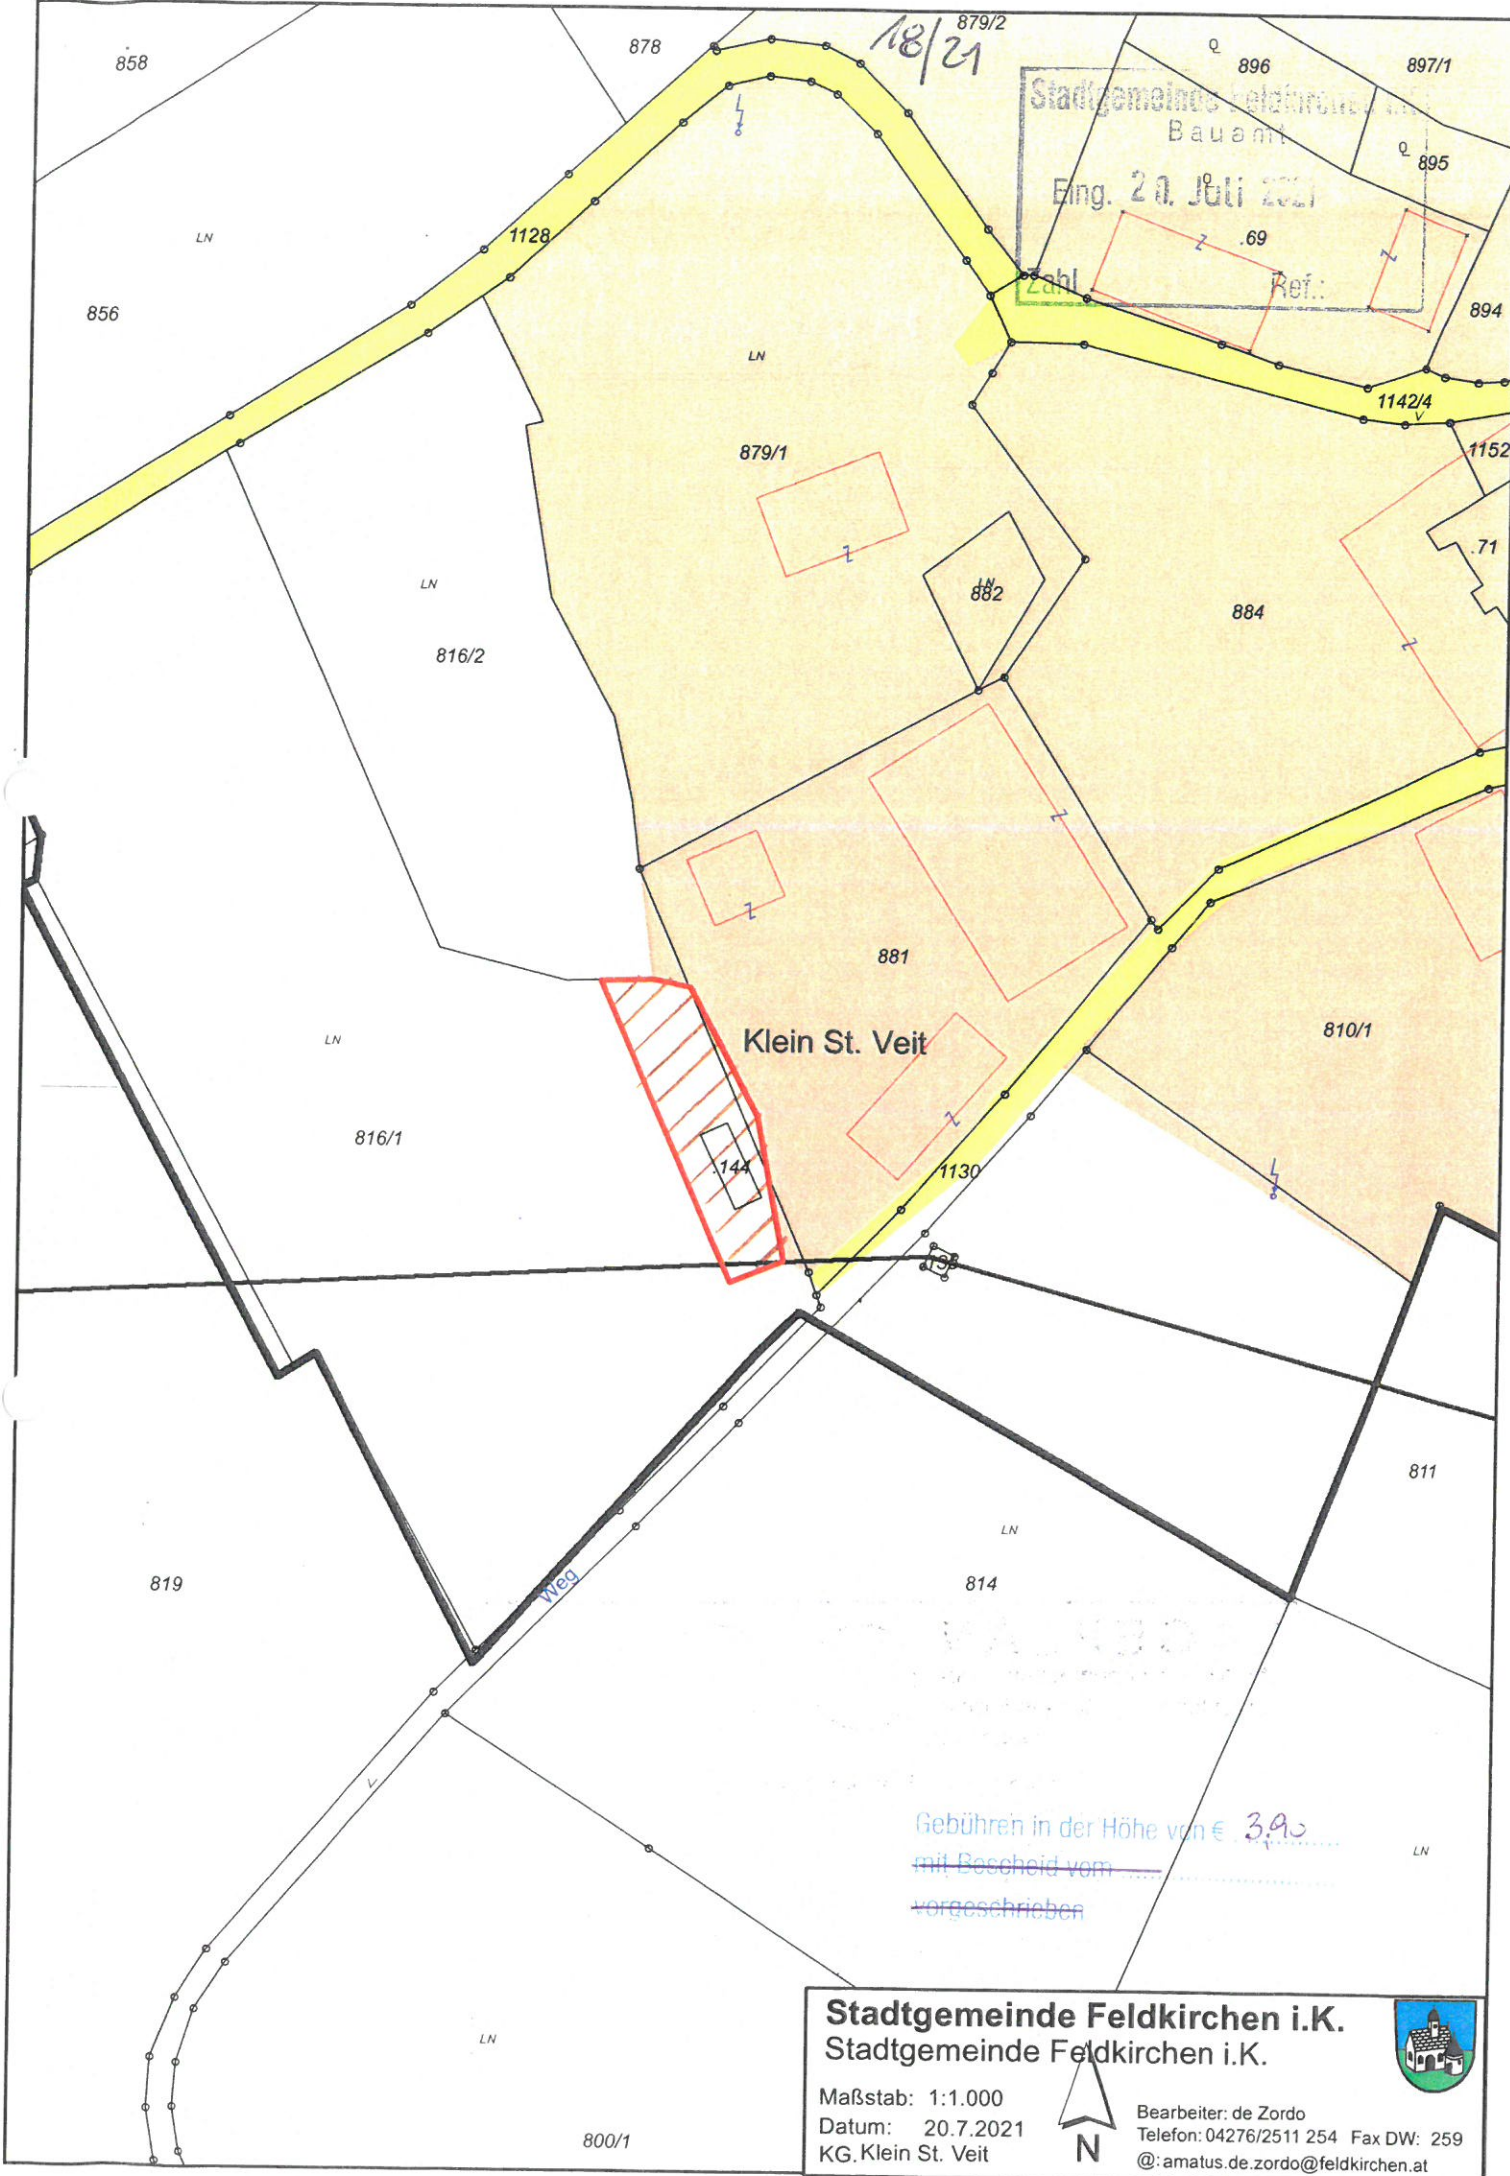 879/2
18/21
858
878
896
897/1
Stadtgemeinde Feldkirchen i.K.
Bauamt
895
Eing. 20. Juli 2021
.69
1128
LN
Zahl
Ref.:
894
856
LN
1142/4
879/1
1152
.71
LN
LN
882
884
816/2
881
810/1
LN
Klein St. Veit
816/1
.144
1130
811
LN
819
Weg
814
Gebühren in der Höhe von € 3,90
mit Bescheid vom
vorgeschrieben
LN
LN
800/1
Stadtgemeinde Feldkirchen i.K.
Stadtgemeinde Feldkirchen i.K.
Maßstab: 1:1.000
Datum: 20.7.2021
KG. Klein St. Veit
N
Bearbeiter: de Zordo
Telefon: 04276/2511 254 Fax DW: 259
@: amatus.de.zordo@feldkirchen.at